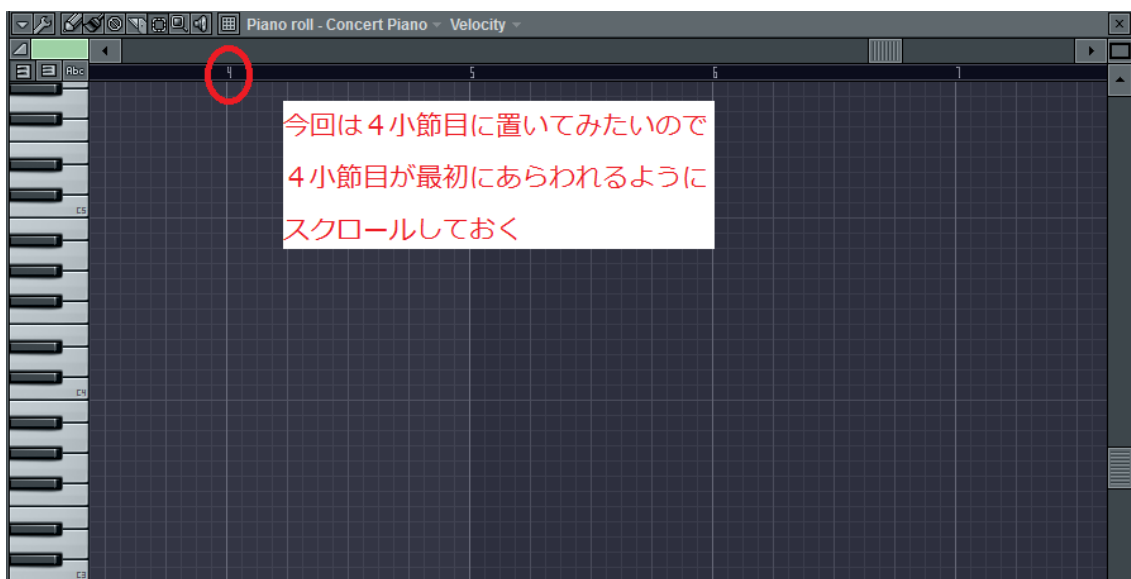 Piano roll - Concert Piano Velocity
Abc
4 5 6 7
今回は４小節目に置いてみたいので
４小節目が最初にあらわれるように
スクロールしておく
C5
C4
C3